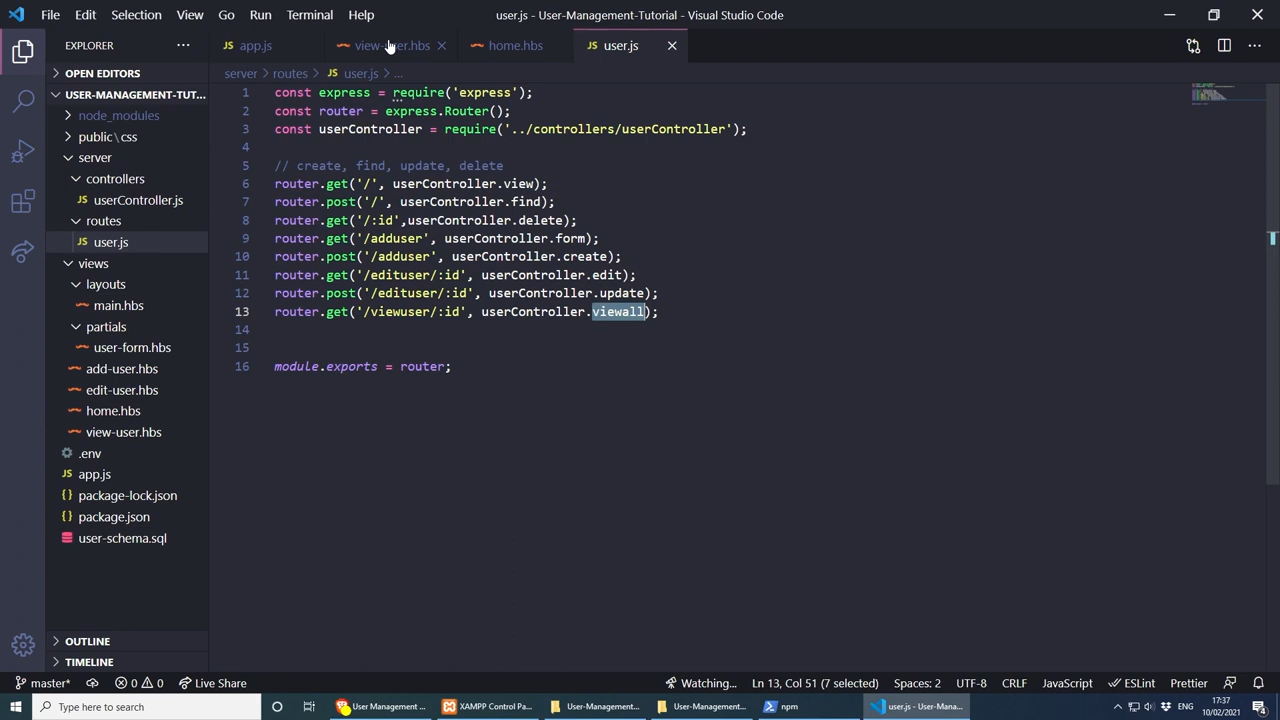 File Edit Selection View Go Run Terminal Help user.js - User-Management-Tutorial - Visual Studio Code
EXPLORER
OPEN EDITORS
USER-MANAGEMENT-TUT...
node_modules
public\css
server
controllers
JS userController.js
routes
JS user.js
views
layouts
main.hbs
partials
user-form.hbs
add-user.hbs
edit-user.hbs
home.hbs
view-user.hbs
.env
JS app.js
{} package-lock.json
{} package.json
user-schema.sql
OUTLINE
TIMELINE
JS app.js view-user.hbs home.hbs JS user.js
server > routes > JS user.js > ...
1 const express = require('express');
2 const router = express.Router();
3 const userController = require('../controllers/userController');
4
5 // create, find, update, delete
6 router.get('/', userController.view);
7 router.post('/', userController.find);
8 router.get('/:id',userController.delete);
9 router.get('/adduser', userController.form);
10 router.post('/adduser', userController.create);
11 router.get('/edituser/:id', userController.edit);
12 router.post('/edituser/:id', userController.update);
13 router.get('/viewuser/:id', userController.viewall);
14
15
16 module.exports = router;
master* 0 0 Live Share Watching... Ln 13, Col 51 (7 selected) Spaces: 2 UTF-8 CRLF JavaScript ESLint Prettier
Type here to search User Management ... XAMPP Control Pa... User-Management-... User-Management-... npm user.js - User-Mana... ENG 17:37
10/02/2021